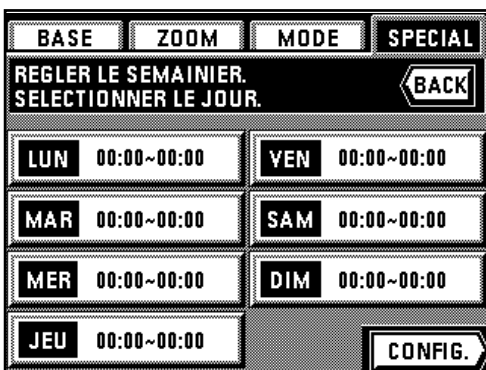 BASE ZOOM MODE SPECIAL
REGLER LE SEMAINIER.
SELECTIONNER LE JOUR.
BACK
LUN 00:00~00:00
VEN 00:00~00:00
MAR 00:00~00:00
SAM 00:00~00:00
MER 00:00~00:00
DIM 00:00~00:00
JEU 00:00~00:00
CONFIG.